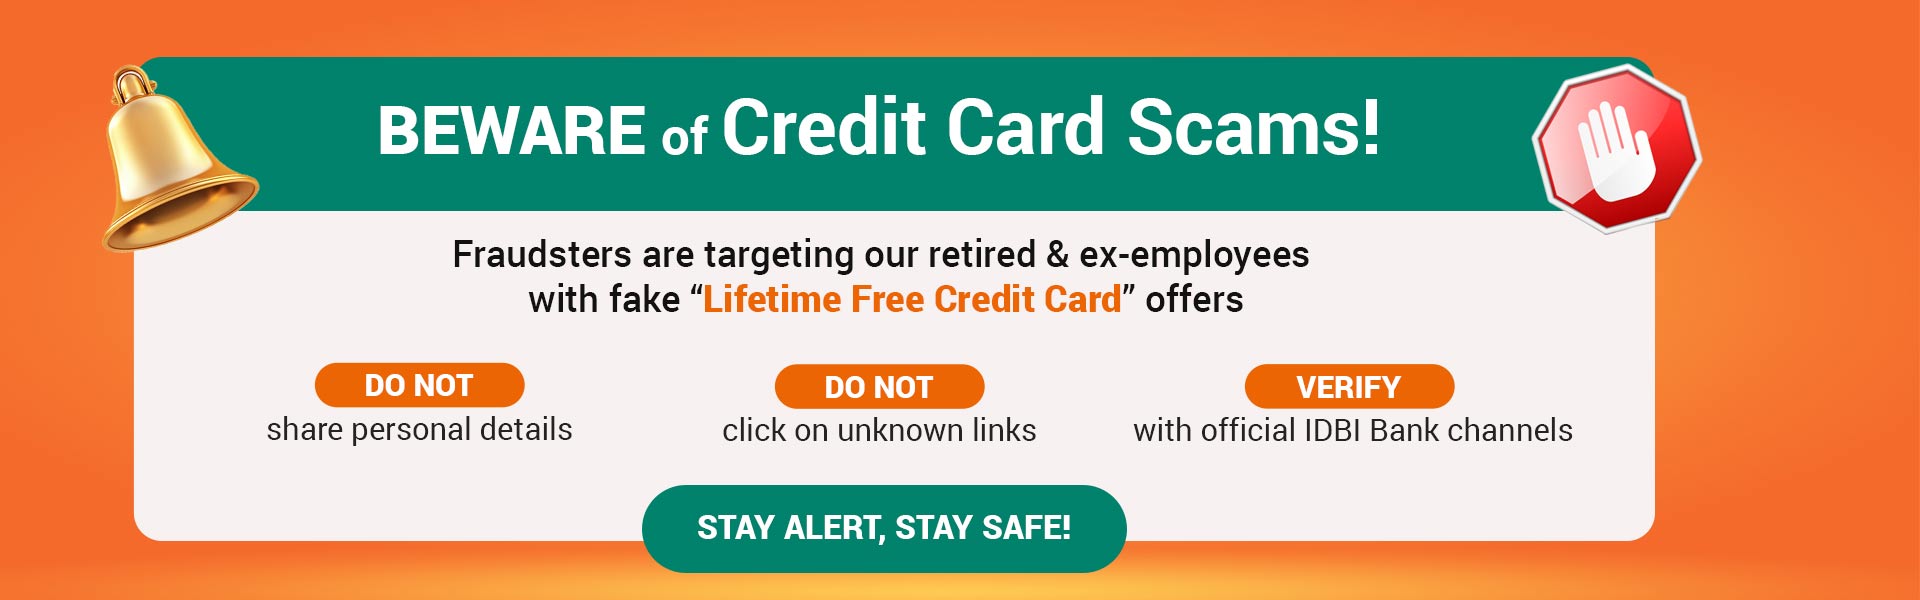 BEWARE of Credit Card Scams!
Fraudsters are targeting our retired & ex-employees
with fake “Lifetime Free Credit Card” offers
DO NOT
share personal details
DO NOT
click on unknown links
VERIFY
with official IDBI Bank channels
STAY ALERT, STAY SAFE!